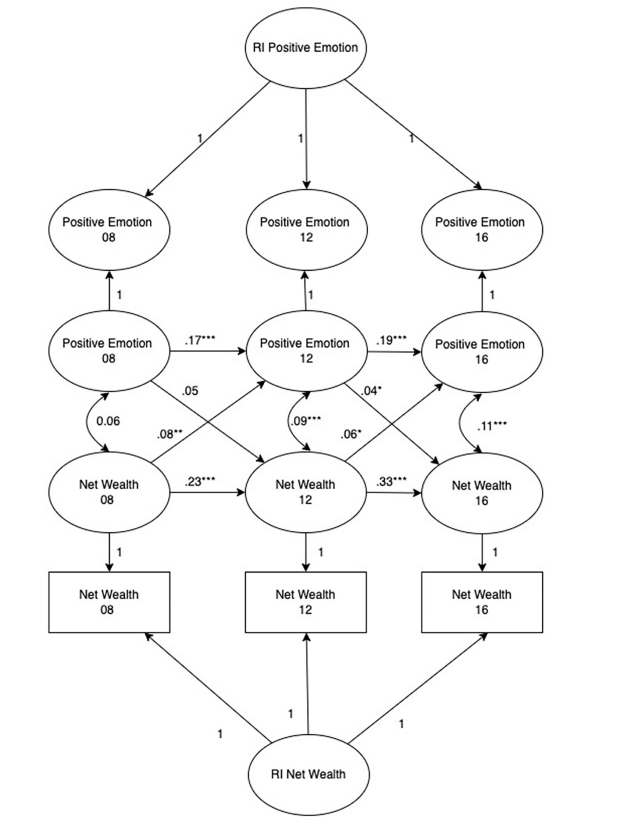 RI Positive Emotion
1
1
1
Positive Emotion
08
Positive Emotion
12
Positive Emotion
16
1
1
1
Positive Emotion
08
.17***
Positive Emotion
12
.19***
Positive Emotion
16
.05
.04*
0.06
.09***
.11***
.08**
.06*
Net Wealth
08
.23***
Net Wealth
12
.33***
Net Wealth
16
1
1
1
Net Wealth
08
Net Wealth
12
Net Wealth
16
1
1
1
RI Net Wealth